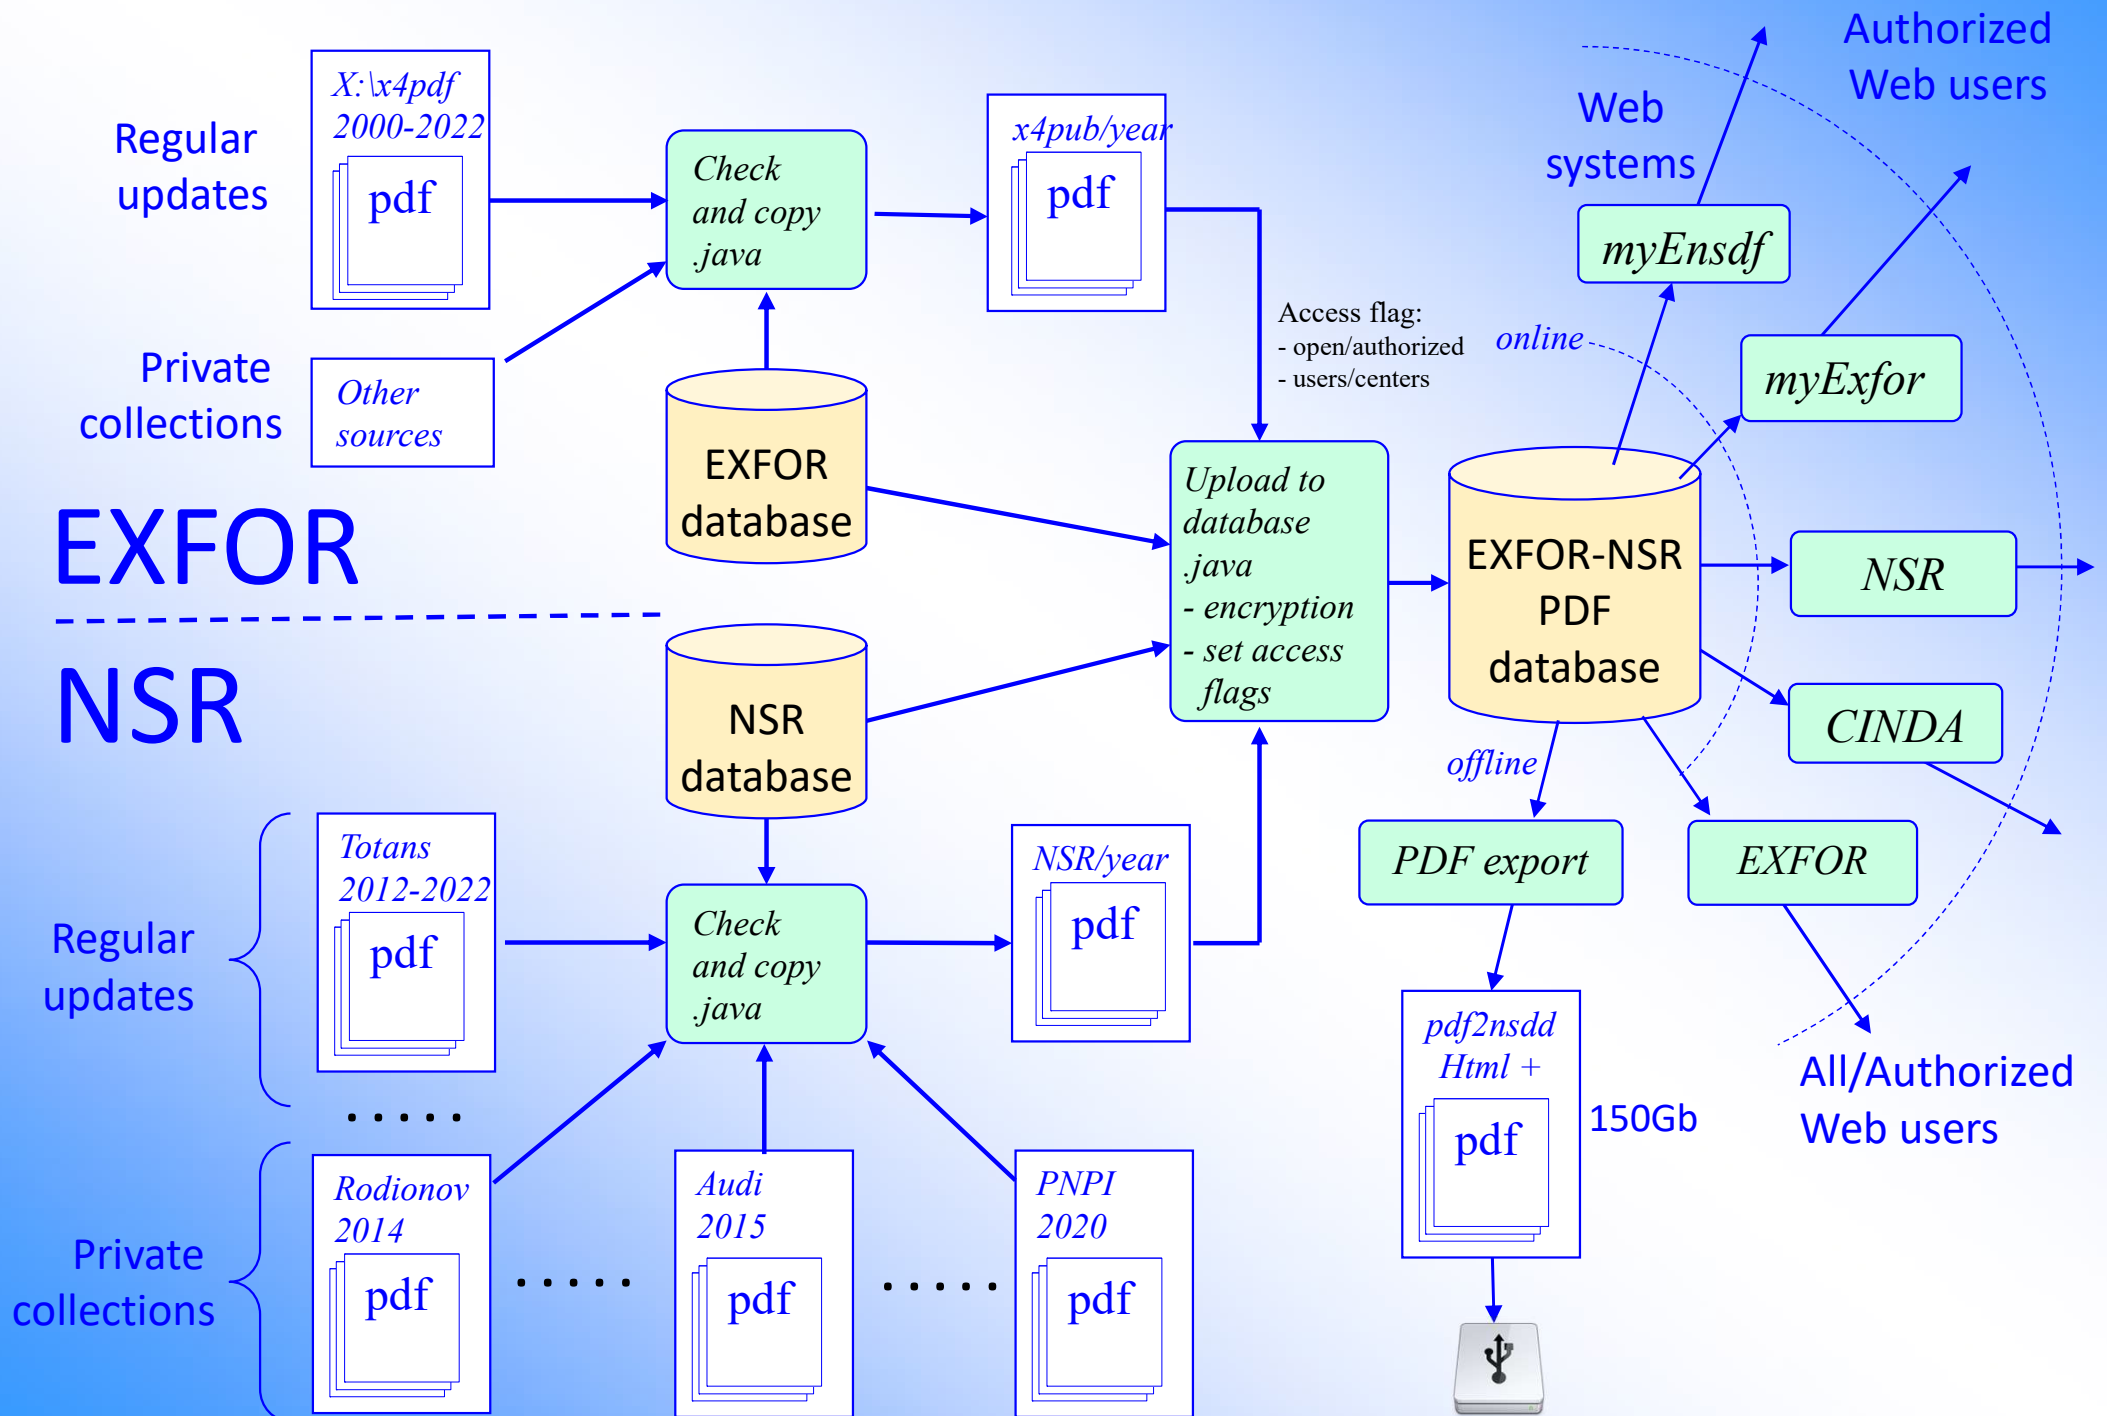 Regular
updates
X:\x4pdf
2000-2022
pdf
Check
and copy
.java
x4pub/year
pdf
Web
systems
Authorized
Web users
myEnsdf
Access flag:
- open/authorized
- users/centers
online
myExfor
Private
collections
Other
sources
EXFOR
database
EXFOR
Upload to
database
.java
- encryption
- set access
flags
EXFOR-NSR
PDF
database
NSR
NSR
NSR
database
CINDA
offline
PDF export
EXFOR
Regular
updates
Totans
2012-2022
pdf
.....
Check
and copy
.java
NSR/year
pdf
pdf2nsdd
Html +
pdf
150Gb
All/Authorized
Web users
Private
collections
Rodionov
2014
pdf
.....
Audi
2015
pdf
.....
PNPI
2020
pdf